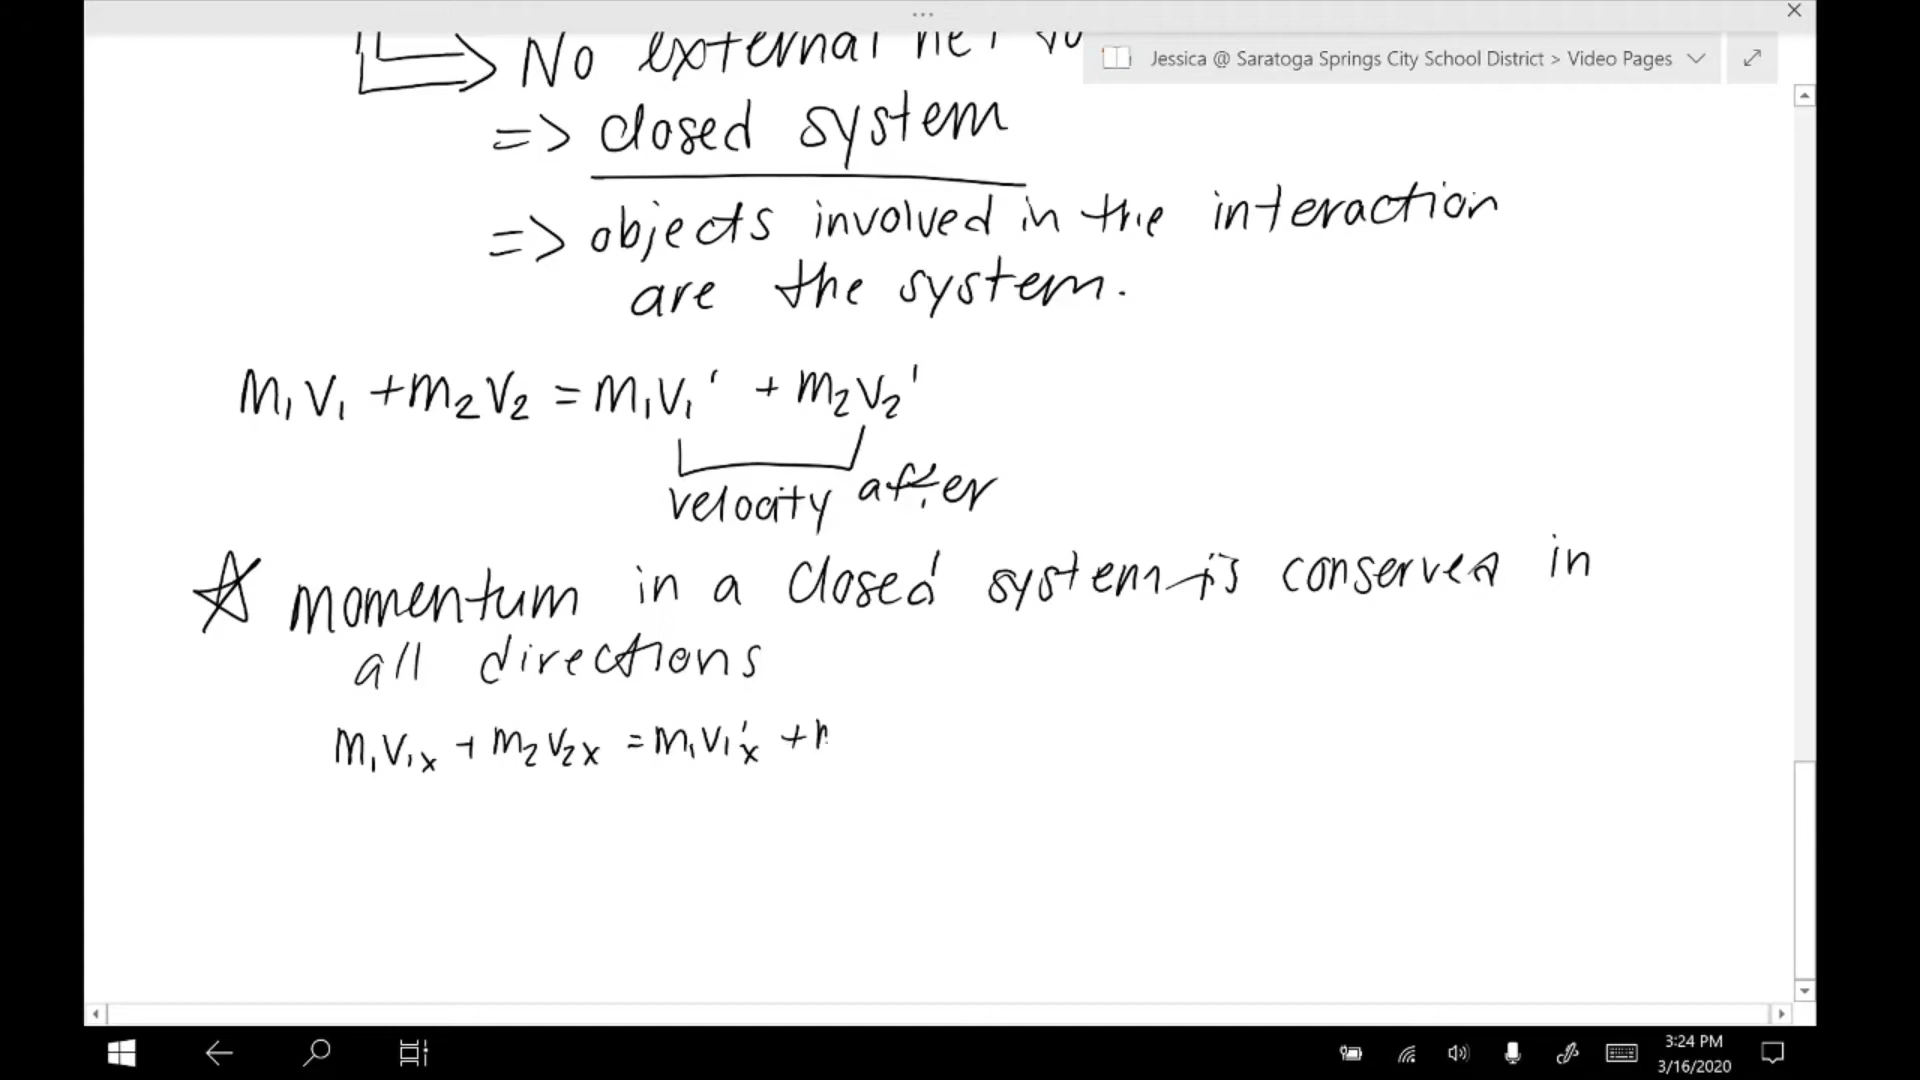 Jessica @ Saratoga Springs City School District > Video Pages
No external net
=> closed system
=> objects involved in the interaction
are the system.
m₁v₁ + m₂v₂ = m₁v₁' + m₂v₂'
velocity after
☆ momentum in a closed system is conserved in
all directions
m₁v₁ₓ + m₂v₂ₓ = m₁v₁'ₓ +
3:24 PM
3/16/2020